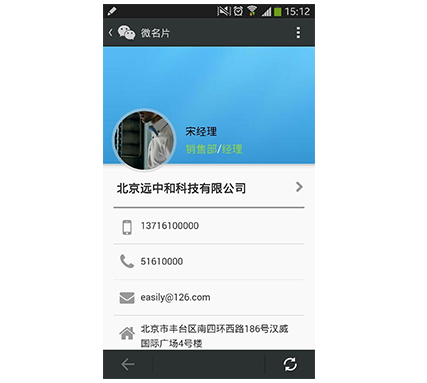 15:12
微名片
宋经理
销售部/经理
北京远中和科技有限公司
13716100000
51610000
easily@126.com
北京市丰台区南四环西路186号汉威
国际广场4号楼